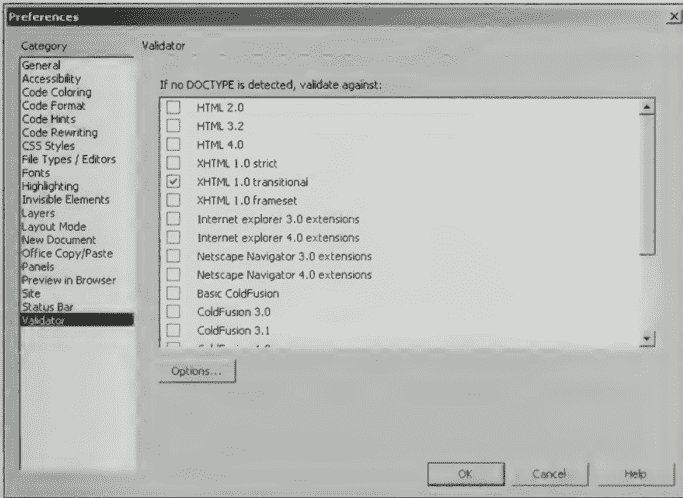 Preferences
Category
General
Accessibility
Code Coloring
Code Format
Code Hints
Code Rewriting
CSS Styles
File Types / Editors
Fonts
Highlighting
Invisible Elements
Layers
Layout Mode
New Document
Office Copy/Paste
Panels
Preview in Browser
Site
Status Bar
Validator
Validator
If no DOCTYPE is detected, validate against:
HTML 2.0
HTML 3.2
HTML 4.0
XHTML 1.0 strict
XHTML 1.0 transitional
XHTML 1.0 frameset
Internet explorer 3.0 extensions
Internet explorer 4.0 extensions
Netscape Navigator 3.0 extensions
Netscape Navigator 4.0 extensions
Basic ColdFusion
ColdFusion 3.0
ColdFusion 3.1
Options...
OK
Cancel
Help